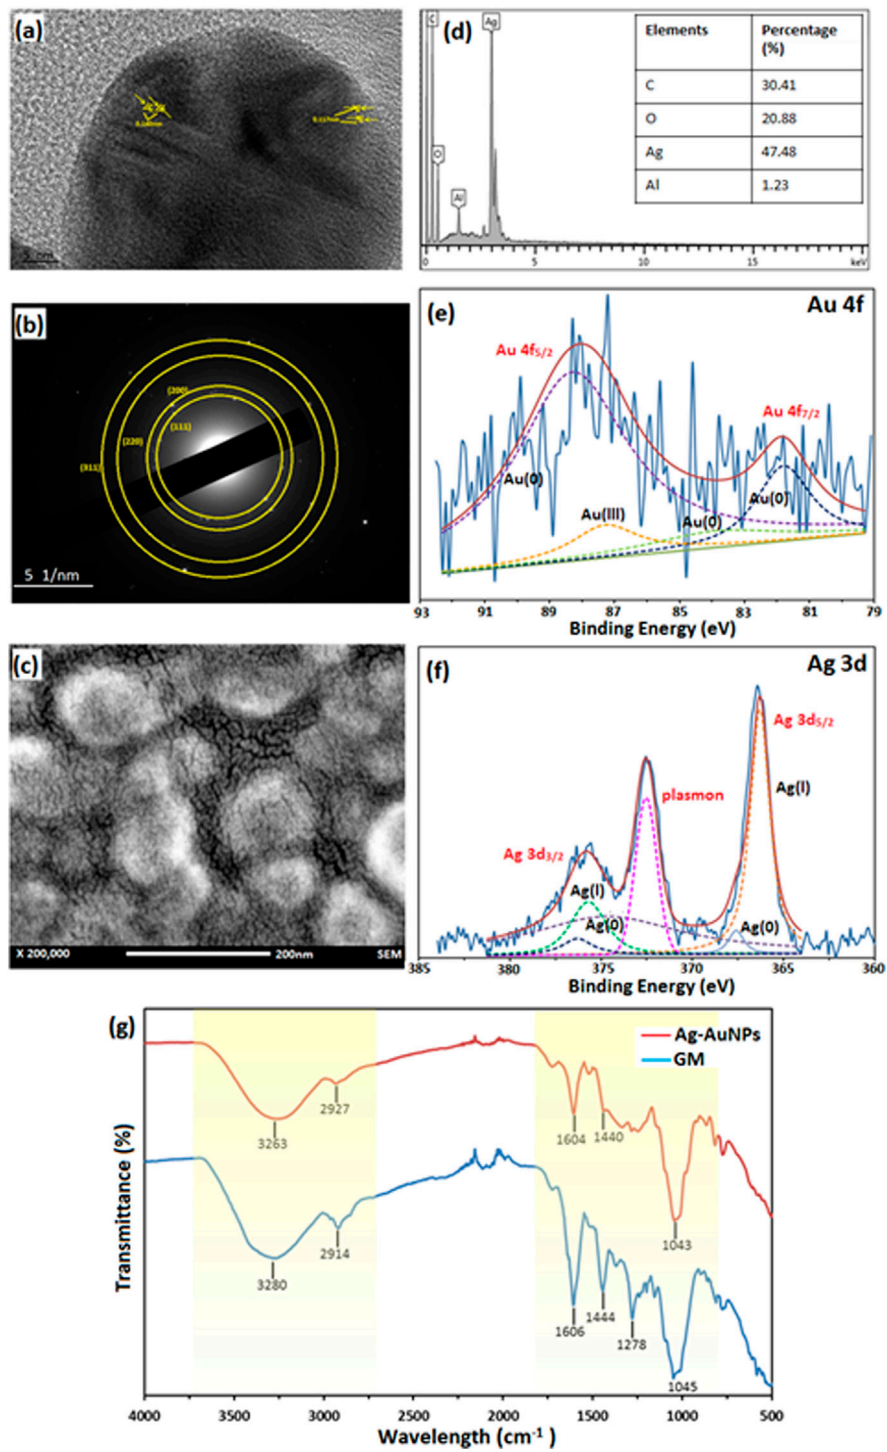 (a)
5 nm
(d)
C
O
Al
Ag
Elements Percentage (%)
C 30.41
O 20.88
Ag 47.48
Al 1.23
0 5 10 15 keV
(b)
(200)
(111)
(220)
(311)
5 1/nm
(e)
Au 4f
Au 4f5/2
Au 4f7/2
Au(0)
Au(III)
Au(0)
Au(0)
93 91 89 87 85 83 81 79
Binding Energy (eV)
(c)
X 200,000 200nm SEM
(f)
Ag 3d
Ag 3d5/2
Ag(I)
plasmon
Ag 3d3/2
Ag(I)
Ag(0)
Ag(0)
385 380 375 370 365 360
Binding Energy (eV)
(g)
Ag-AuNPs
GM
2927
3263
1604
1440
1043
2914
3280
1606
1444
1278
1045
Transmittance (%)
4000 3500 3000 2500 2000 1500 1000 500
Wavelength (cm-1)